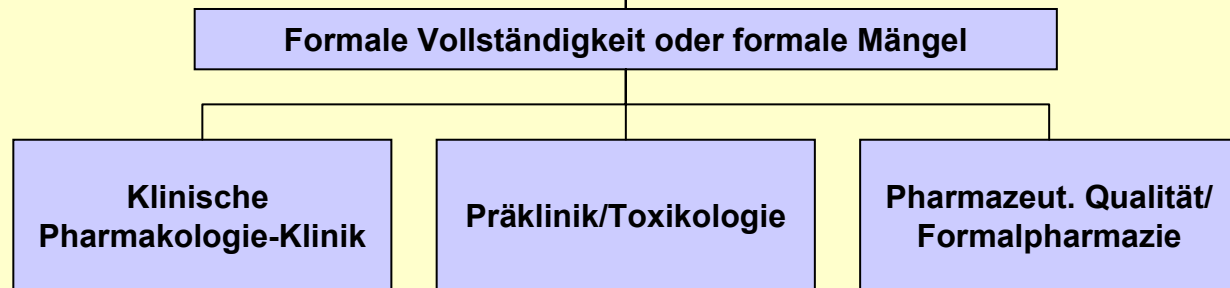 Formale Vollständigkeit oder formale Mängel
Klinische
Pharmakologie-Klinik
Präklinik/Toxikologie
Pharmazeut. Qualität/
Formalpharmazie